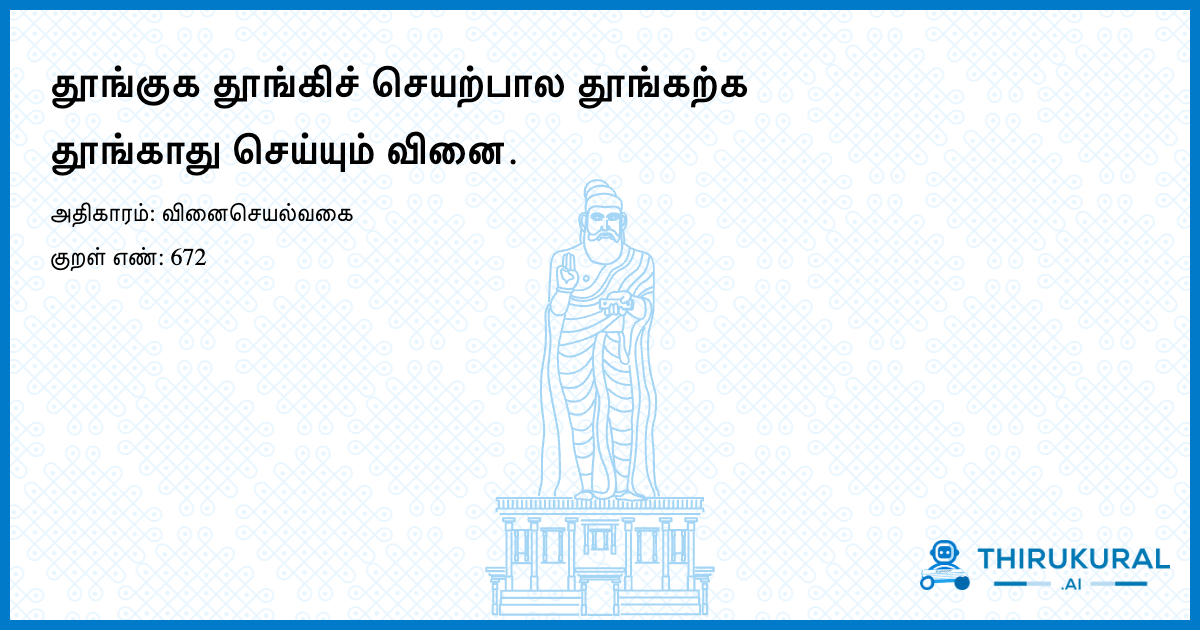 தூங்குக தூங்கிச் செயற்பால தூங்கற்க
தூங்காது செய்யும் வினை.
அதிகாரம்: வினைசெயல்வகை
குறள் எண்: 672
THIRUKURAL
.AI